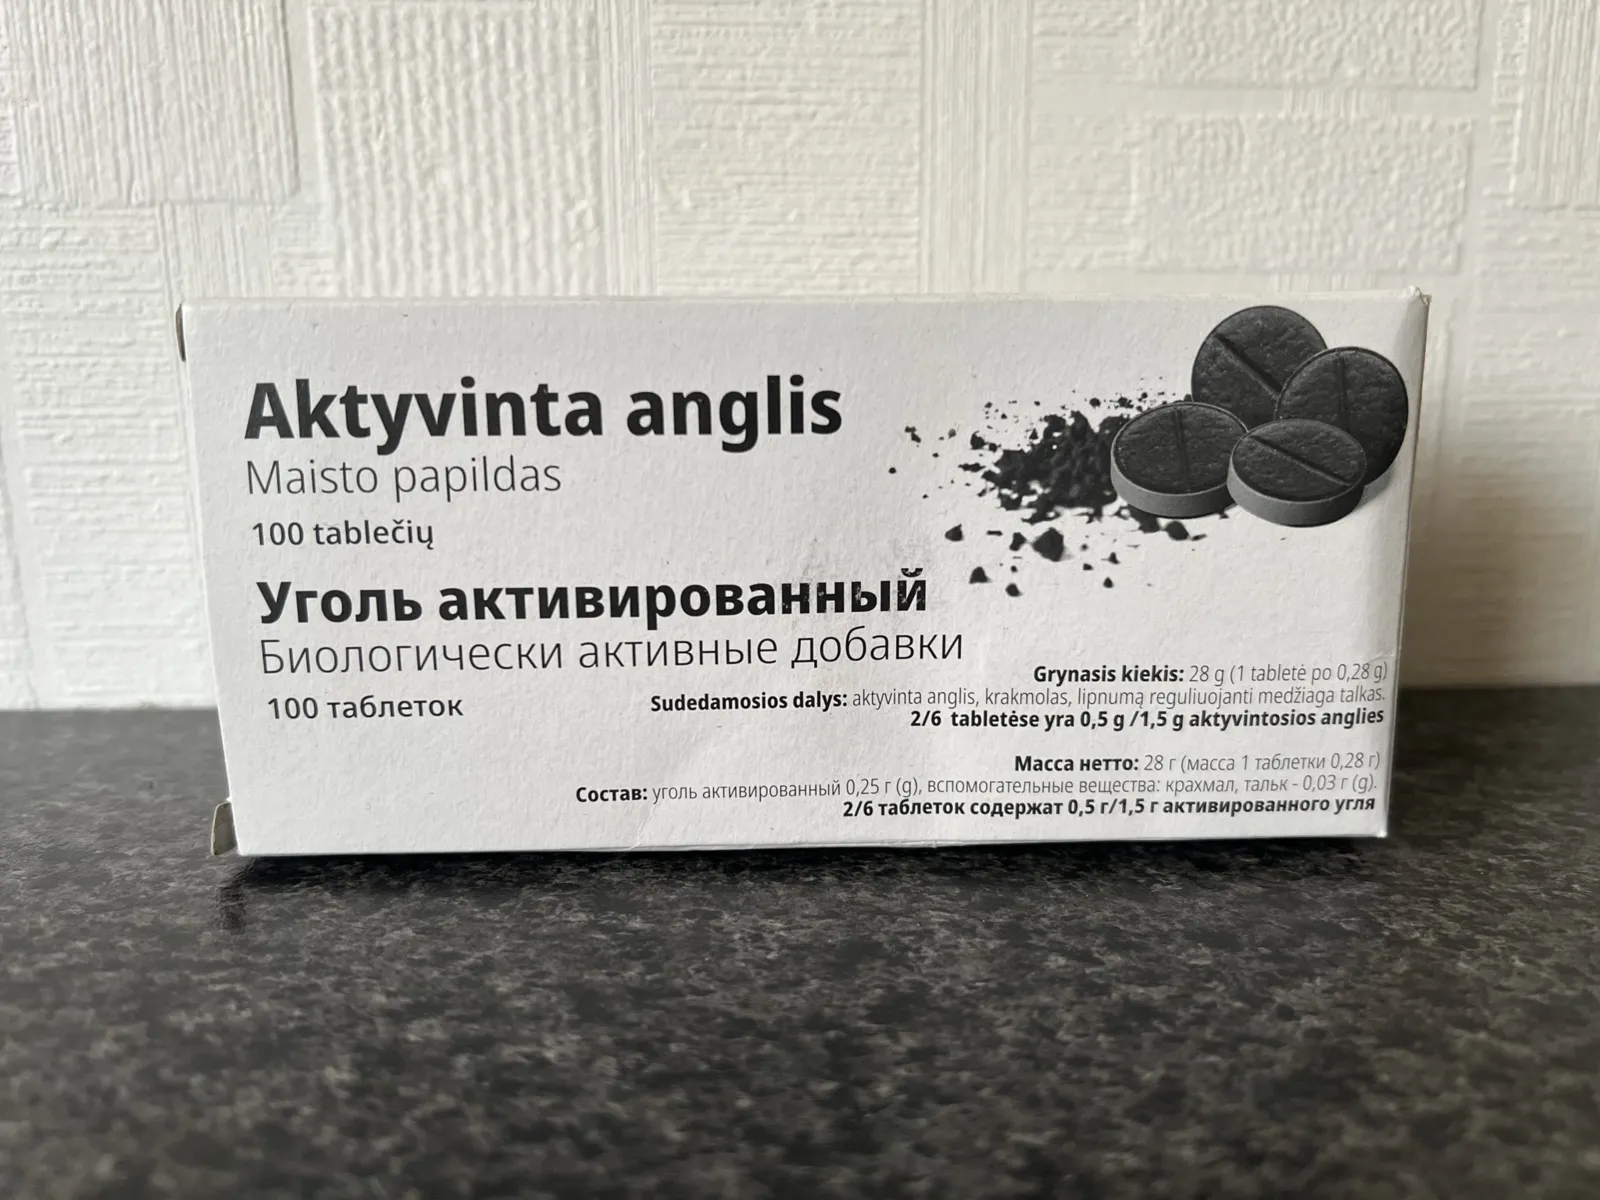 Aktyvinta anglis
Maisto papildas
100 tablečių
Уголь активированный
Биологически активные добавки
100 таблеток
Grynasis kiekis: 28 g (1 tabletė po 0,28 g)
Sudedamosios dalys: aktyvinta anglis, krakmolas, lipnumą reguliuojanti medžiaga talkas.
2/6 tabletėse yra 0,5 g /1,5 g aktyvintosios anglies
Масса нетто: 28 г (масса 1 таблетки 0,28 г)
Состав: уголь активированный 0,25 г (g), вспомогательные вещества: крахмал, тальк - 0,03 г (g).
2/6 таблеток содержат 0,5 г/1,5 г активированного угля